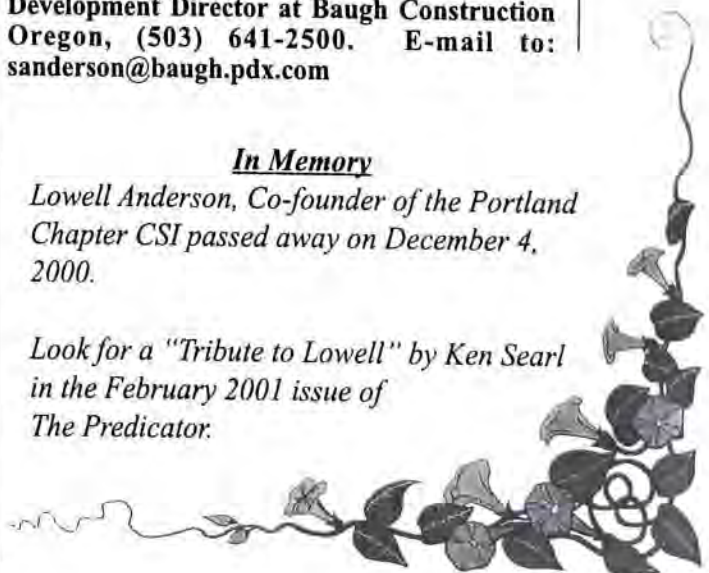 Development Director at Baugh Construction
Oregon, (503) 641-2500. E-mail to:
sanderson@baugh.pdx.com
In Memory
Lowell Anderson, Co-founder of the Portland
Chapter CSI passed away on December 4,
2000.
Look for a "Tribute to Lowell" by Ken Searl
in the February 2001 issue of
The Predicator.